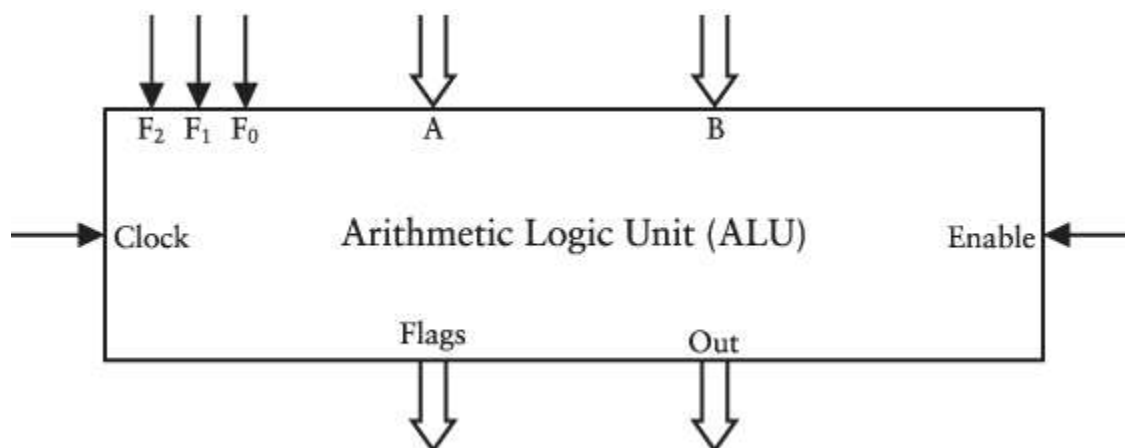 F₂ F₁ F₀ A B
Clock Arithmetic Logic Unit (ALU) Enable
Flags Out